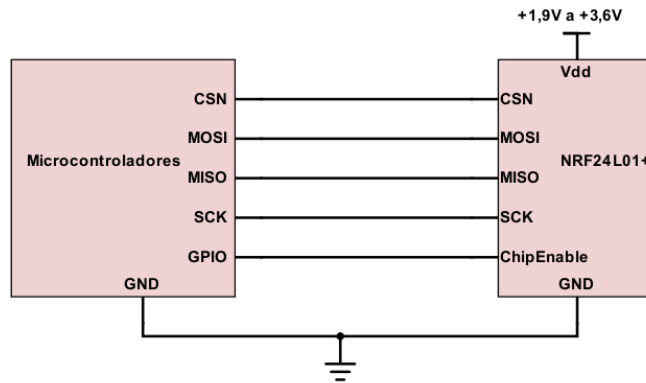 +1,9V a +3,6V
Vdd
CSN
CSN
MOSI
MOSI
Microcontroladores
NRF24L01+
MISO
MISO
SCK
SCK
GPIO
ChipEnable
GND
GND